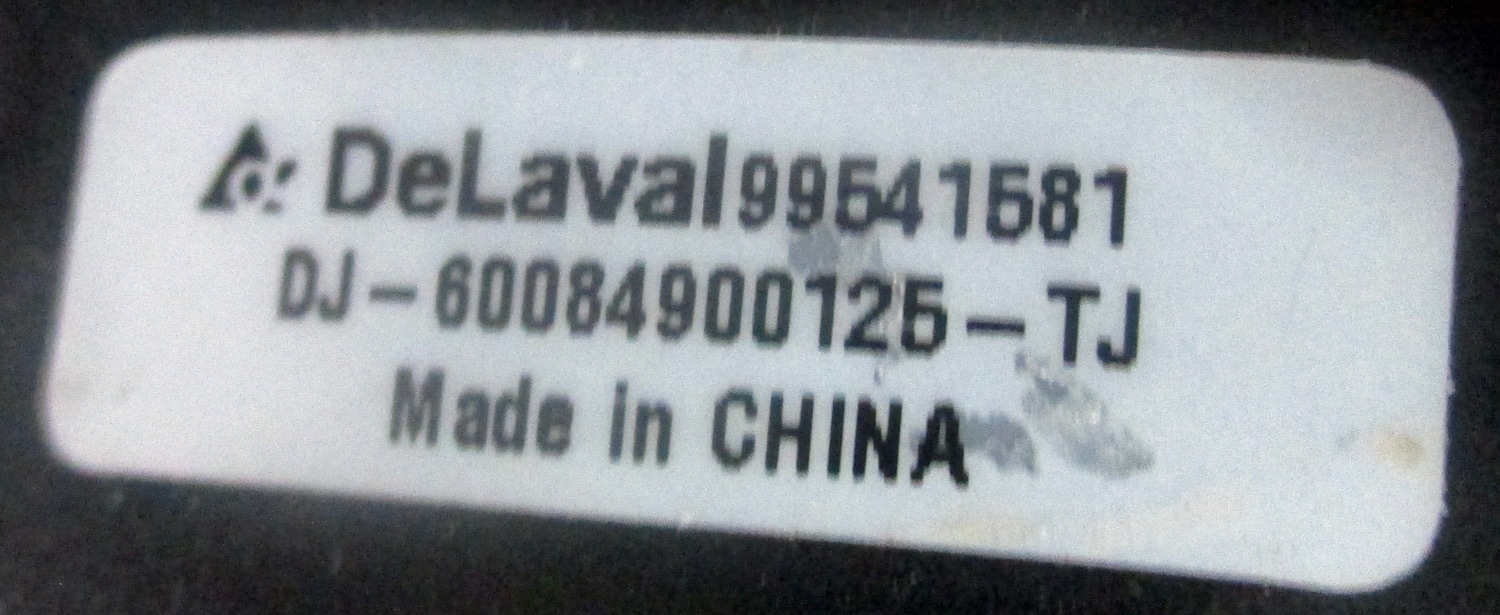 DeLaval 99541581
DJ-60084900125-TJ
Made in CHINA